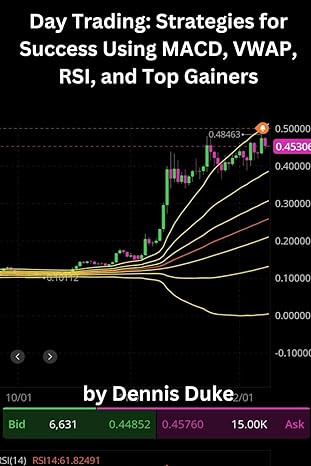 Day Trading: Strategies for
Success Using MACD, VWAP,
RSI, and Top Gainers
0.50000
0.48463
0.45306
0.40000
0.30000
0.20000
0.10112
0.10000
0.00000
-0.10000
10/01
2/01
by Dennis Duke
Bid 6,631 0.44852 0.45760 15.00K Ask
RSI(14) RSI14:61.82491